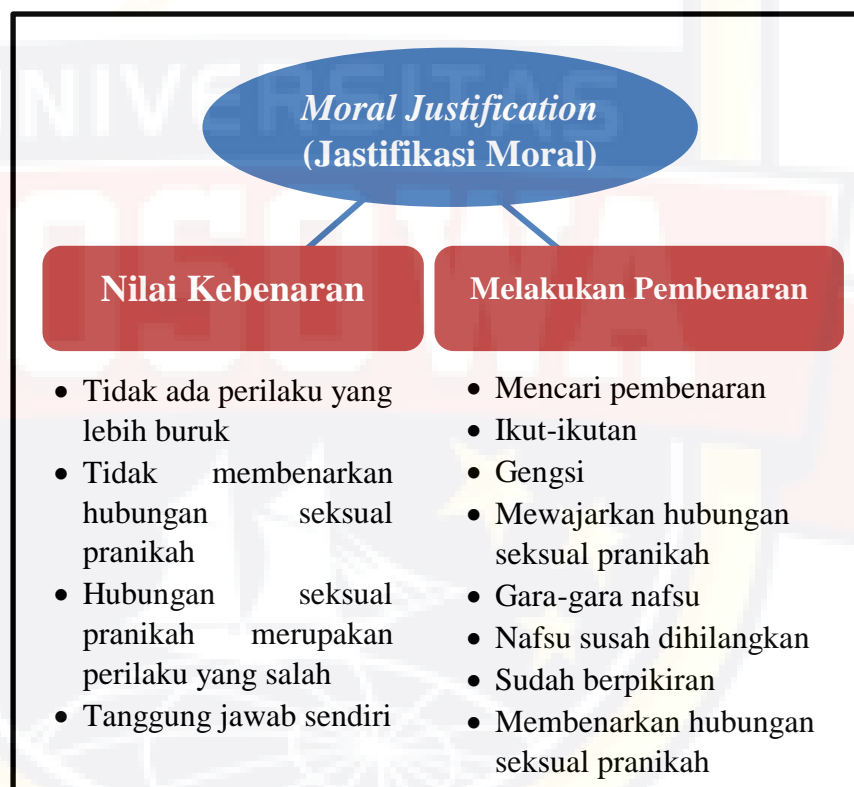 UNIVERSITAS
BOSOWA
Moral Justification
(Jastifikasi Moral)
Nilai Kebenaran
• Tidak ada perilaku yang
lebih buruk
• Tidak membenarkan
hubungan seksual
pranikah
• Hubungan seksual
pranikah merupakan
perilaku yang salah
• Tanggung jawab sendiri
Melakukan Pembenaran
• Mencari pembenaran
• Ikut-ikutan
• Gengsi
• Mewajarkan hubungan
seksual pranikah
• Gara-gara nafsu
• Nafsu susah dihilangkan
• Sudah berpikiran
• Membenarkan hubungan
seksual pranikah